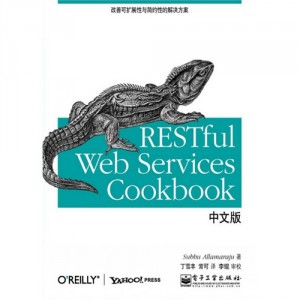 改善可扩展性与简约性的解决方案
RESTful
Web Services
Cookbook
中文版
Subbu Allamaraju 著
丁雪丰 常可 译 李锟 审校
O'REILLY® YAHOO! PRESS
電子工業出版社